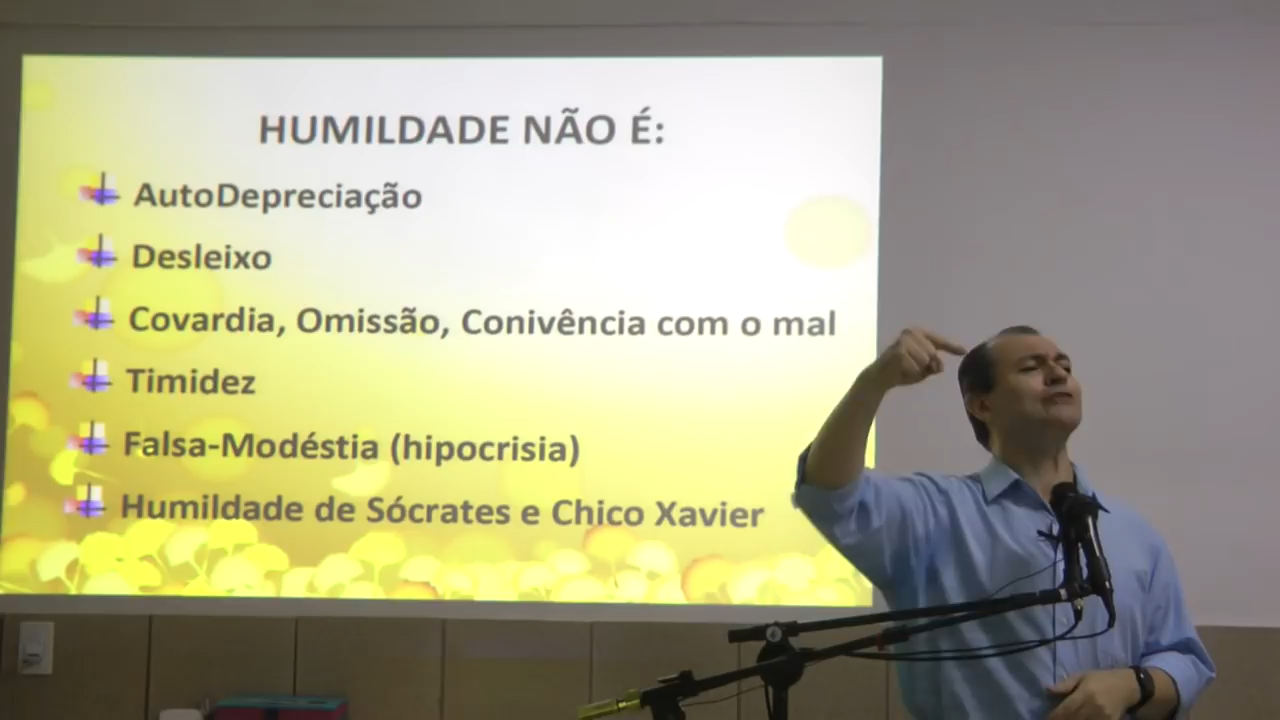 HUMILDADE NÃO É:
AutoDepreciação
Desleixo
Covardia, Omissão, Conivência com o mal
Timidez
Falsa-Modéstia (hipocrisia)
Humildade de Sócrates e Chico Xavier